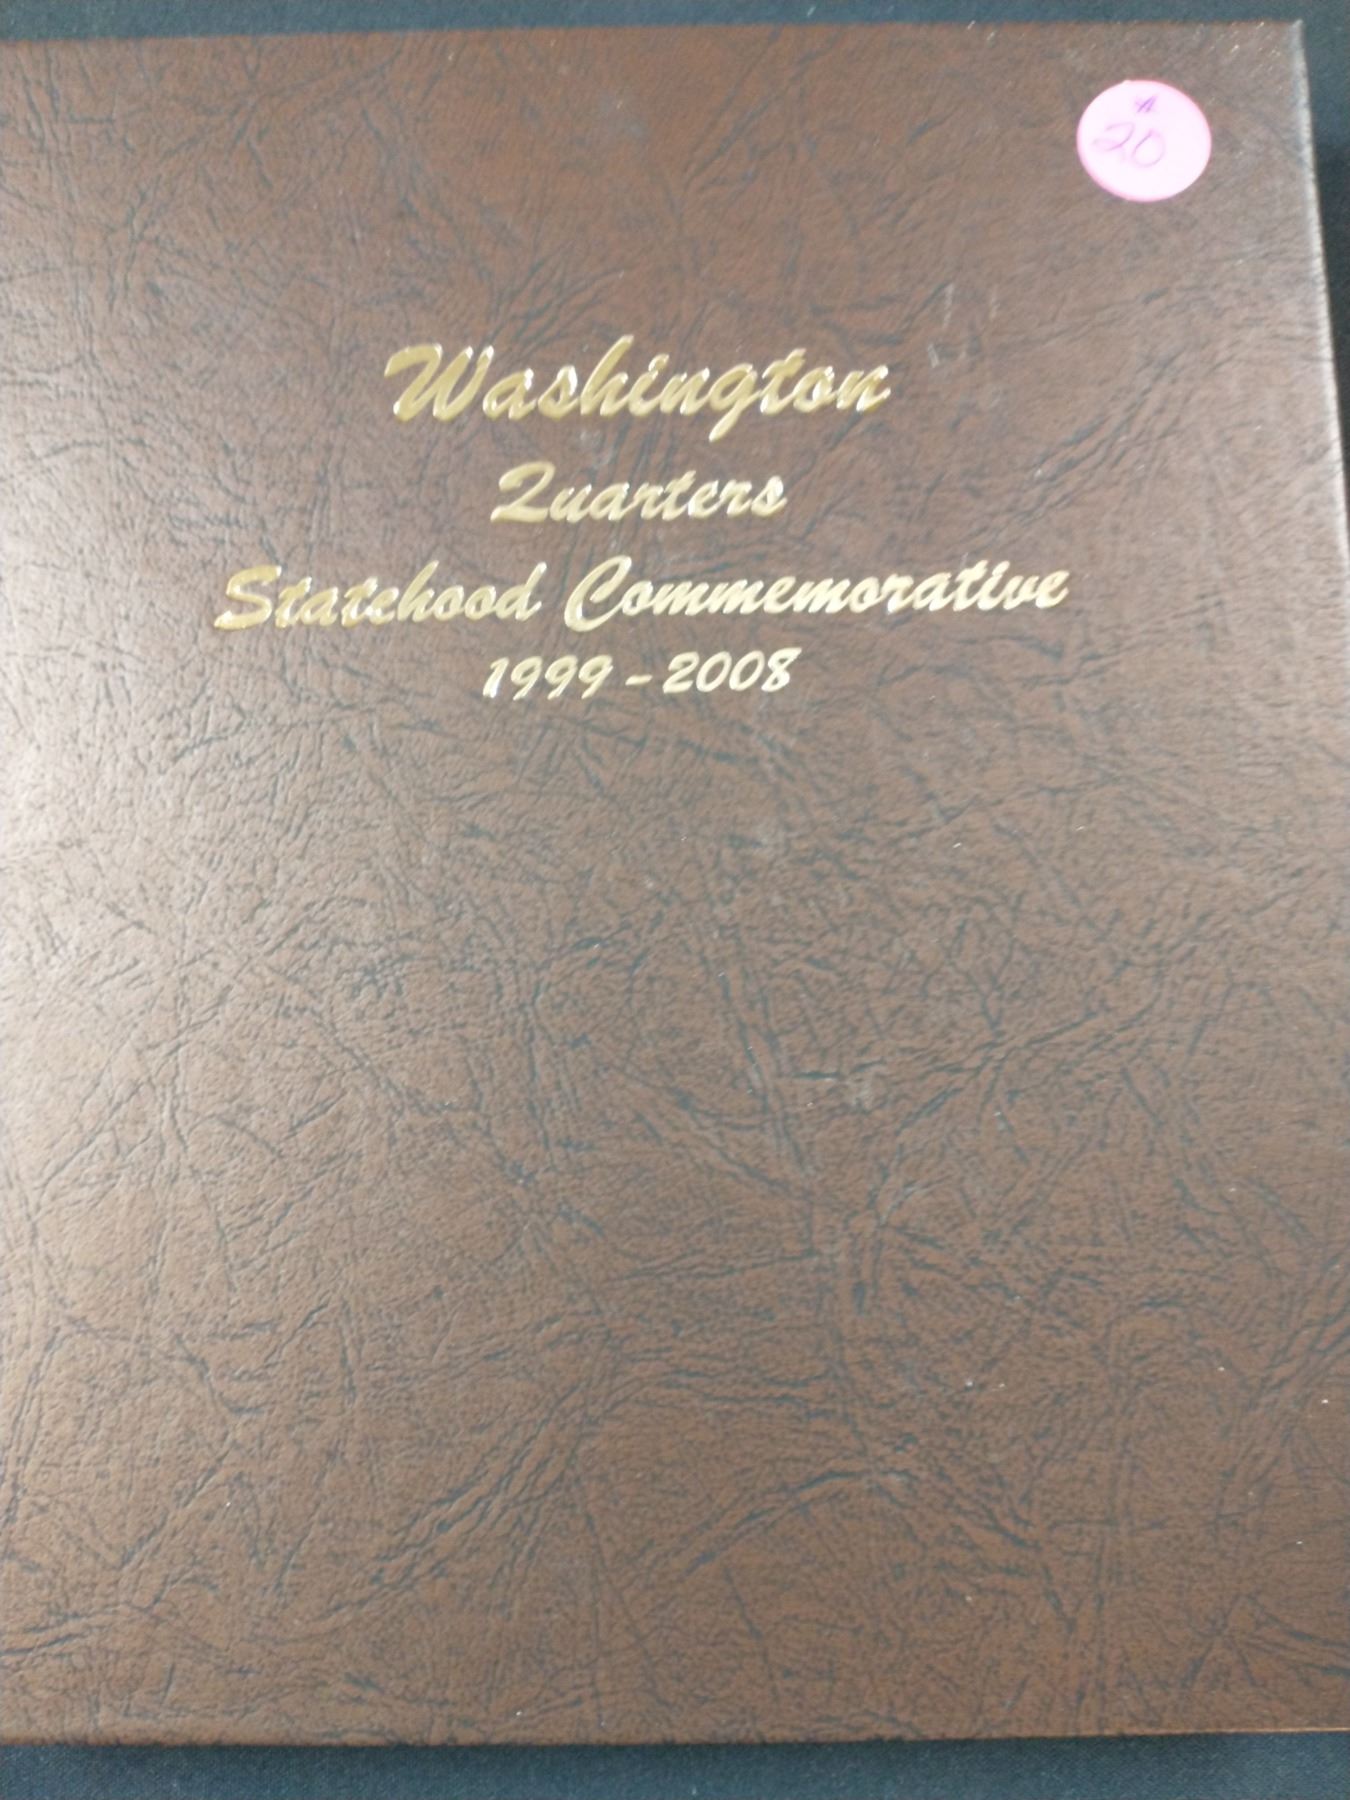 20
Washington
Quarters
Statehood Commemorative
1999 - 2008